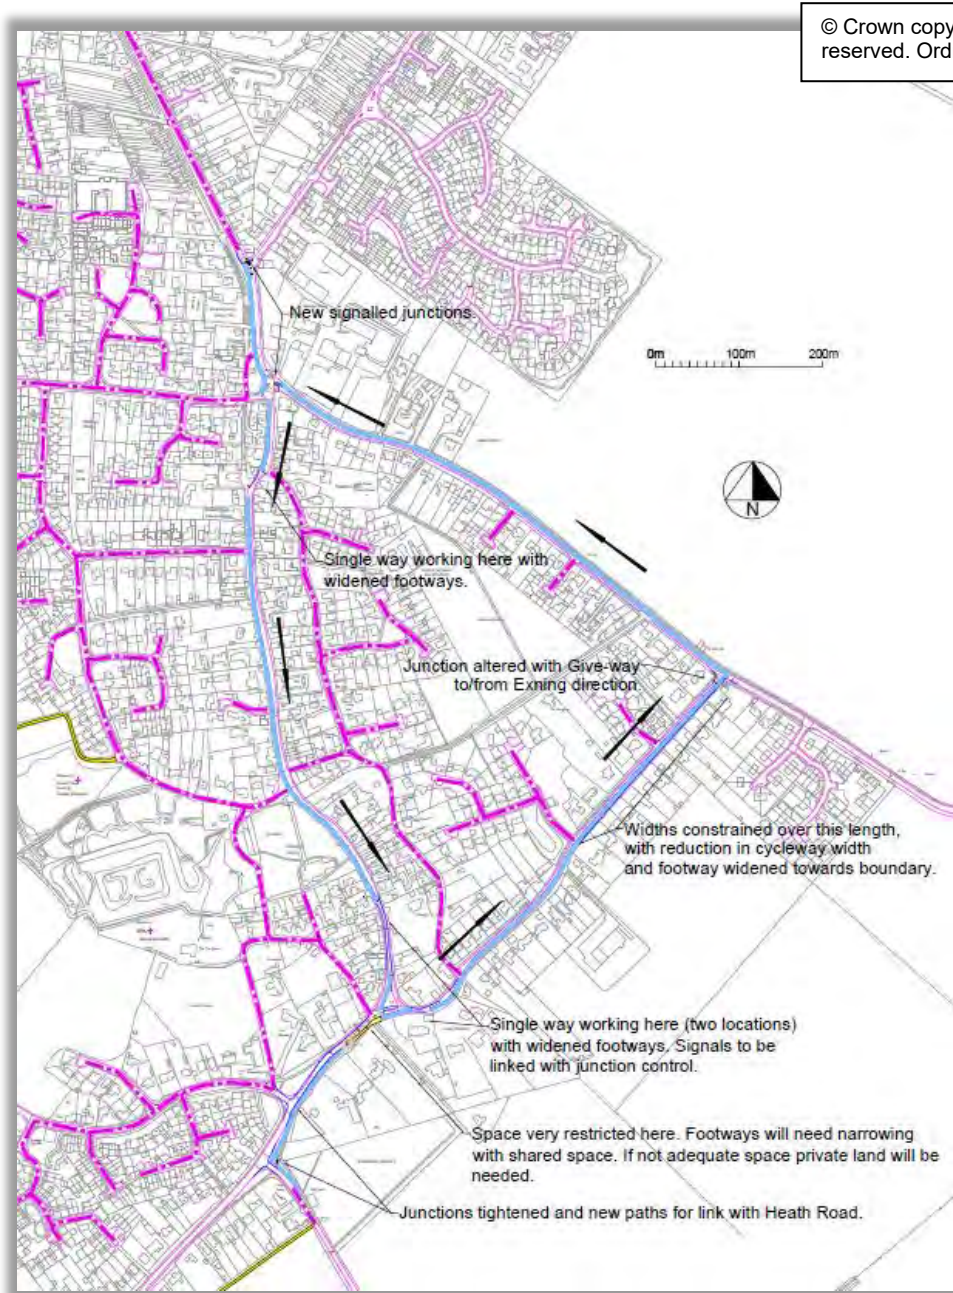 © Crown copy
reserved. Ord
New signalled junctions.
0m 100m 200m
N
Single way working here with
widened footways.
Junction altered with Give-way
to/from Exning direction
Widths constrained over this length,
with reduction in cycleway width
and footway widened towards boundary.
Single way working here (two locations)
with widened footways. Signals to be
linked with junction control.
Space very restricted here. Footways will need narrowing
with shared space. If not adequate space private land will be
needed.
Junctions tightened and new paths for link with Heath Road.